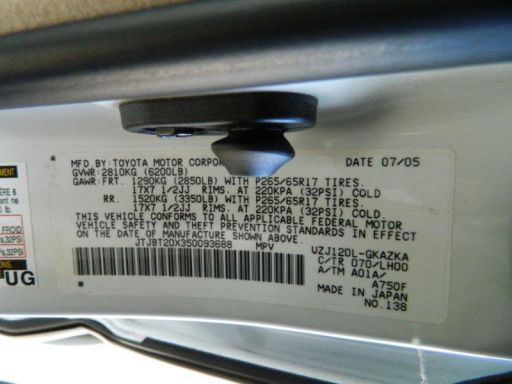 MFD. BY: TOYOTA MOTOR CORPOR DATE 07/05
GVWR: 2810KG (6200LB)
GAWR: FRT. 1290KG (2850LB) WITH P265/65R17 TIRES.
17X7 1/2JJ RIMS. AT 220KPA (32PSI) COLD
RR. 1520KG (3350LB) WITH P265/65R17 TIRES.
17X7 1/2JJ RIMS. AT 220KPA (32PSI) COLD
THIS VEHICLE CONFORMS TO ALL APPLICABLE FEDERAL MOTOR
VEHICLE SAFETY AND THEFT PREVENTION STANDARDS IN EFFECT
ON THE DATE OF MANUFACTURE SHOWN ABOVE.
JTJBT20X350093688 MPV
UZJ120L-GKAZKA
C/TR 070/LH00
A/TM A01A/
A750F
MADE IN JAPAN
NO. 138
FROID
32PSI
32PSI
UG